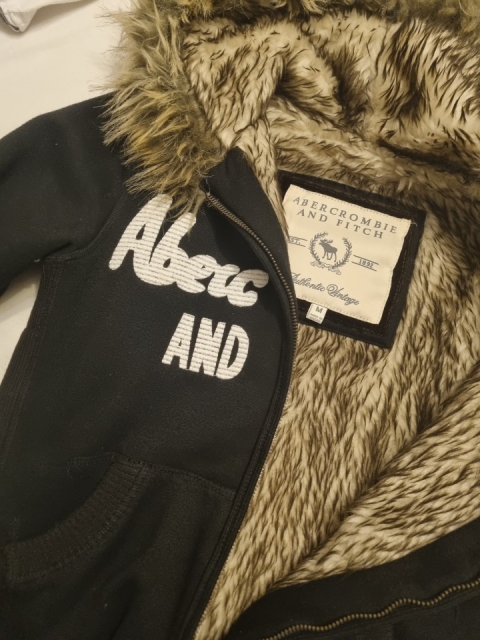 Aberc
AND
ABERCROMBIE
AND FITCH
EST. 1892
Authentic Vintage
M